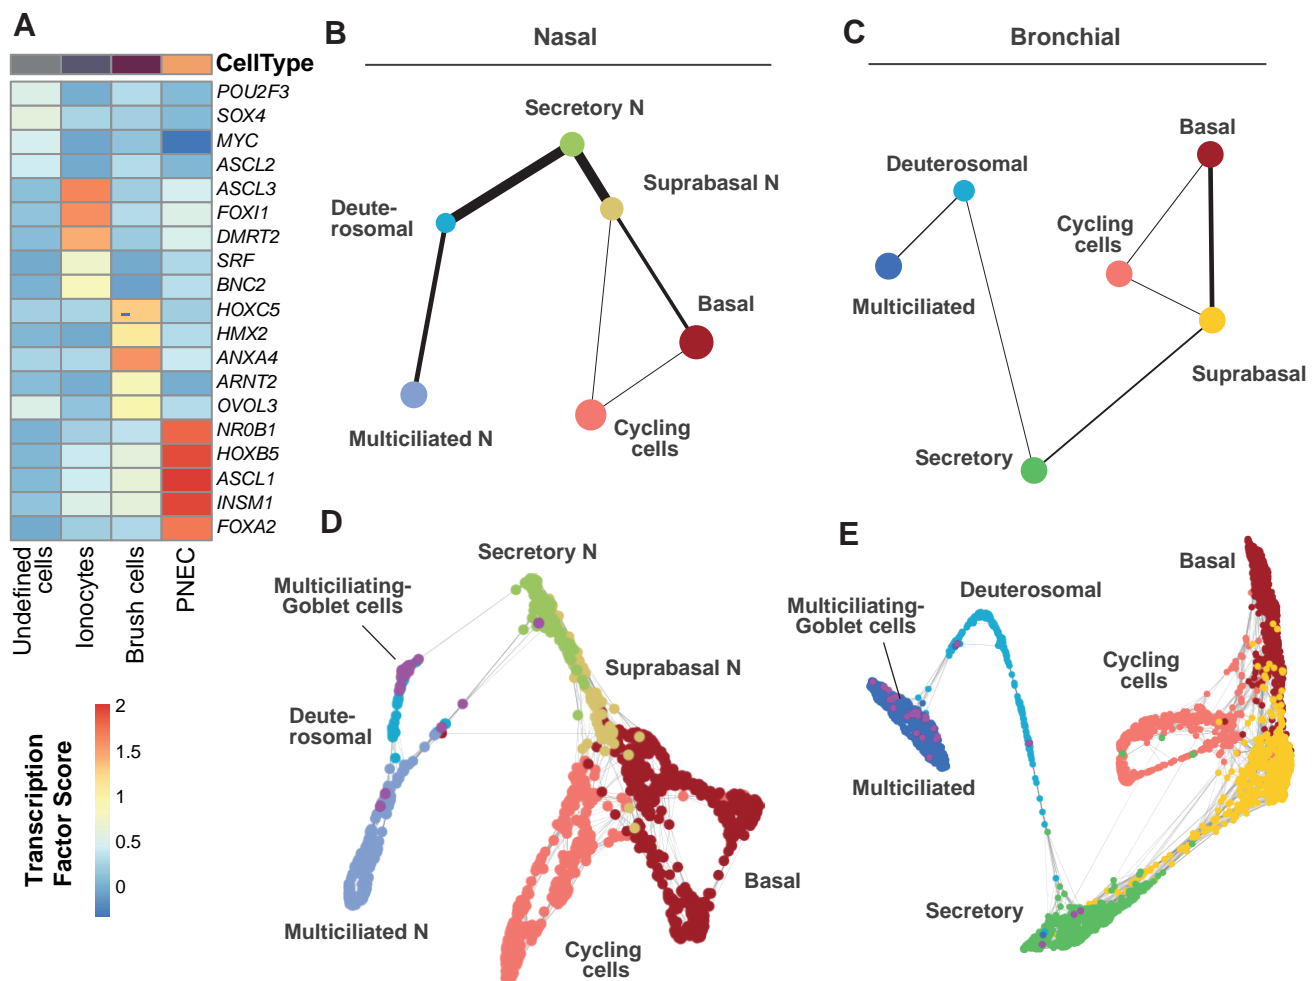 A
CellType
POU2F3
SOX4
MYC
ASCL2
ASCL3
FOXI1
DMRT2
SRF
BNC2
HOXC5
HMX2
ANXA4
ARNT2
OVOL3
NR0B1
HOXB5
ASCL1
INSM1
FOXA2
Undefined
cells
Ionocytes
Brush cells
PNEC
Transcription
Factor Score
2
1.5
1
0.5
0
B
Nasal
Secretory N
Suprabasal N
Deute-
rosomal
Basal
Multiciliated N
Cycling
cells
C
Bronchial
Basal
Deuterosomal
Cycling
cells
Multiciliated
Suprabasal
Secretory
D
Secretory N
Multiciliating-
Goblet cells
Suprabasal N
Deute-
rosomal
Basal
Multiciliated N
Cycling
cells
E
Basal
Deuterosomal
Multiciliating-
Goblet cells
Cycling
cells
Multiciliated
Suprabasal
Secretory